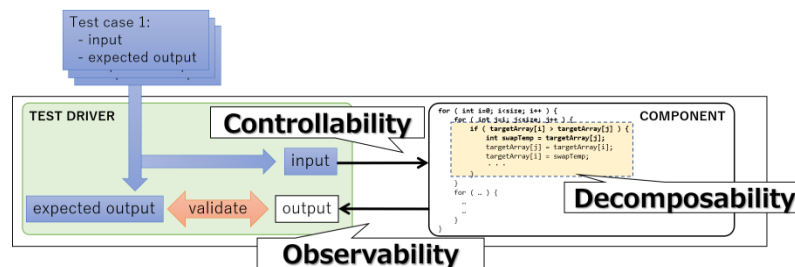 Test case 1:
- input
- expected output
TEST DRIVER
Controllability
input
expected output
validate
output
Observability
COMPONENT
for ( int i=0; i<size; i++ ) {
for ( int j=i; j<size; j++ ) {
if ( targetArray[i] > targetArray[j] ) {
int swapTemp = targetArray[j];
targetArray[j] = targetArray[i];
targetArray[i] = swapTemp;
. . .
}
}
for ( … ) {
…
…
}
}
Decomposability